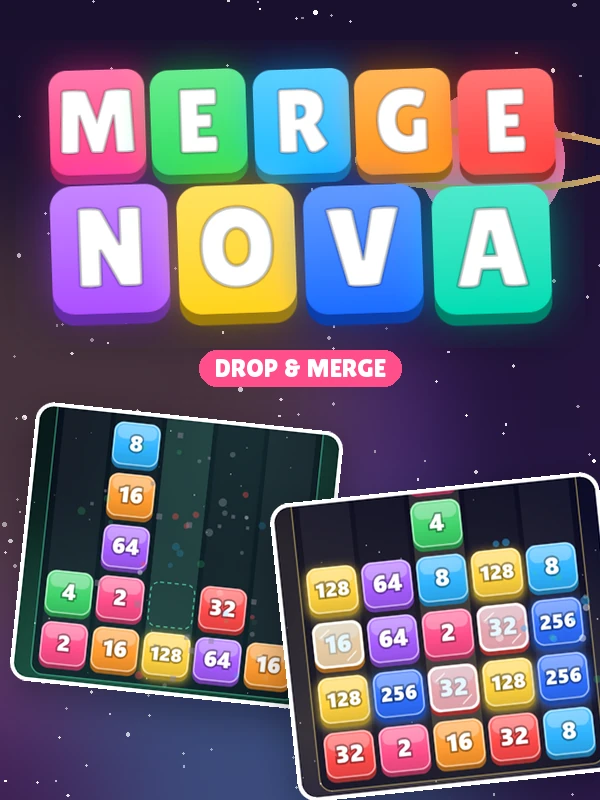 MERGE
NOVA
DROP & MERGE
8
16
64
4 2 32
2 16 128 64 16
4
128 64 8 128 8
16 64 2 32 256
128 256 32 128 256
32 2 16 32 8